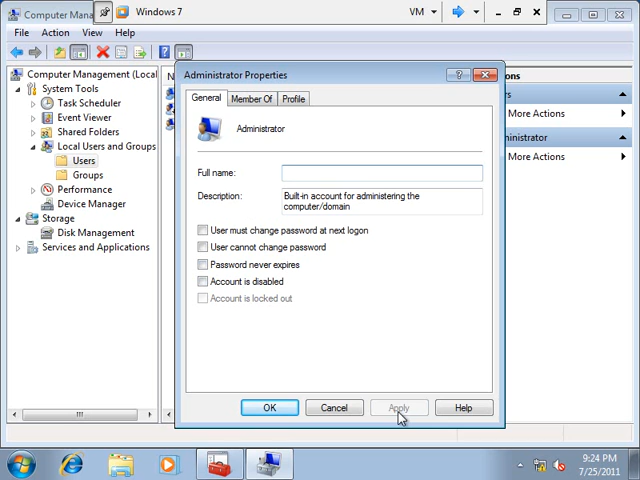 Computer Mana
Windows 7
VM
File Action View Help
Administrator Properties
Computer Management (Local
System Tools
Task Scheduler
Event Viewer
Shared Folders
Local Users and Groups
Users
Groups
Performance
Device Manager
Storage
Disk Management
Services and Applications
N
General Member Of Profile
Administrator
Full name:
Description:
Built-in account for administering the
computer/domain
User must change password at next logon
User cannot change password
Password never expires
Account is disabled
Account is locked out
OK Cancel Apply Help
ons
rs
More Actions
ninistrator
More Actions
9:24 PM
7/25/2011